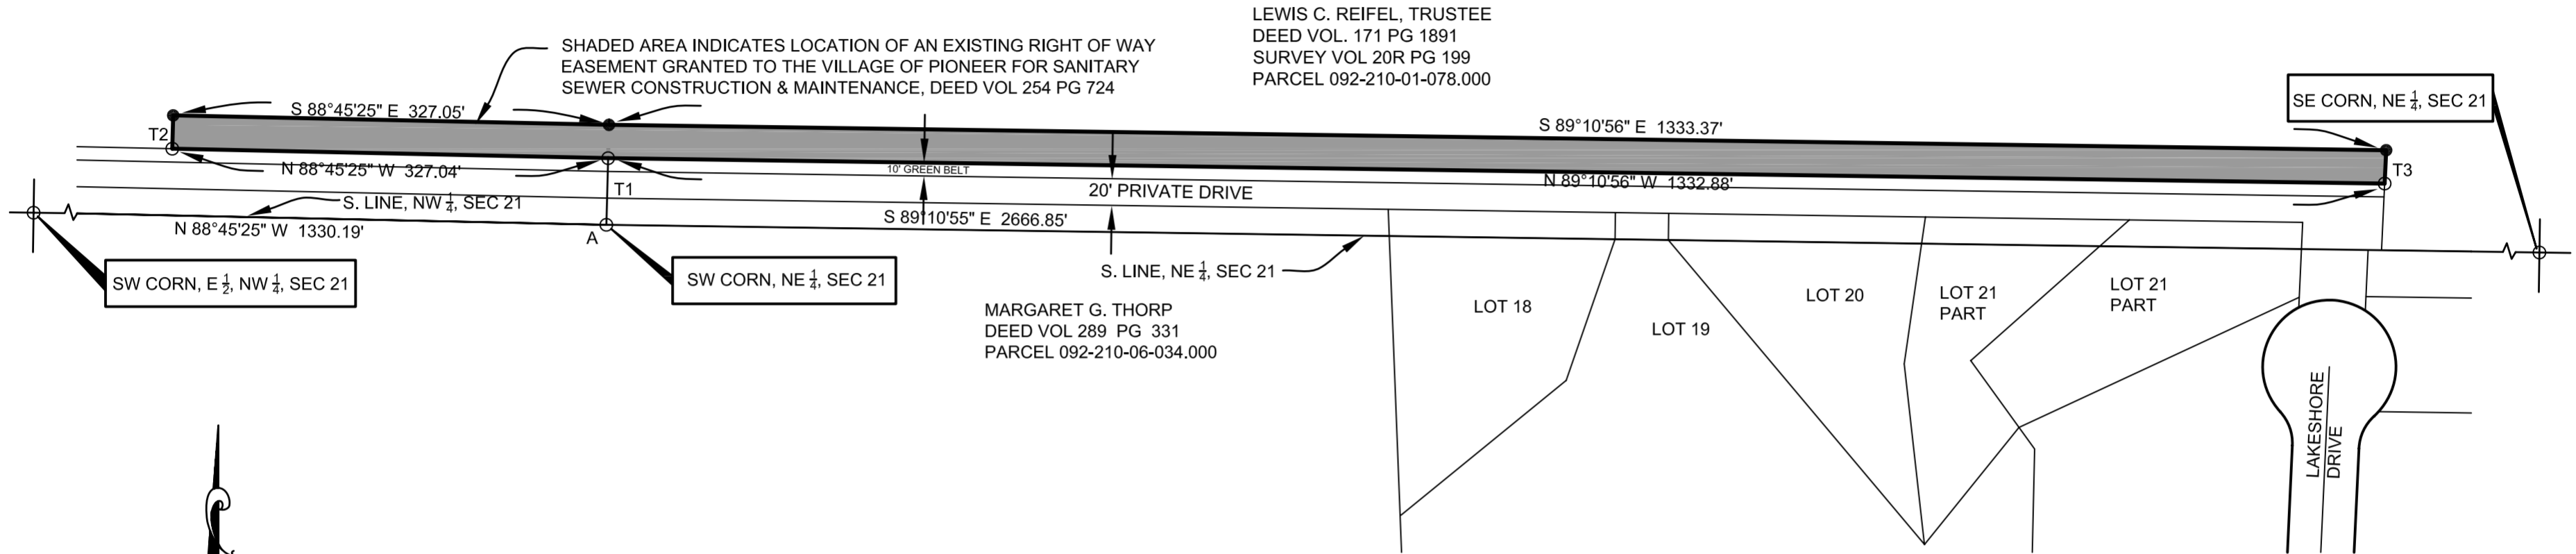 LEWIS C. REIFEL, TRUSTEE
DEED VOL. 171 PG 1891
SURVEY VOL 20R PG 199
PARCEL 092-210-01-078.000
SHADED AREA INDICATES LOCATION OF AN EXISTING RIGHT OF WAY
EASEMENT GRANTED TO THE VILLAGE OF PIONEER FOR SANITARY
SEWER CONSTRUCTION & MAINTENANCE, DEED VOL 254 PG 724
SE CORN, NE 1/4, SEC 21
S 88°45'25" E 327.05'
S 89°10'56" E 1333.37'
T2
T3
N 88°45'25" W 327.04'
10' GREEN BELT
N 89°10'56" W 1332.88'
T1
20' PRIVATE DRIVE
S. LINE, NW 1/4, SEC 21
S 89°10'55" E 2666.85'
N 88°45'25" W 1330.19'
A
S. LINE, NE 1/4, SEC 21
SW CORN, E 1/2, NW 1/4, SEC 21
SW CORN, NE 1/4, SEC 21
MARGARET G. THORP
DEED VOL 289 PG 331
PARCEL 092-210-06-034.000
LOT 18
LOT 19
LOT 20
LOT 21
PART
LOT 21
PART
LAKESHORE
DRIVE